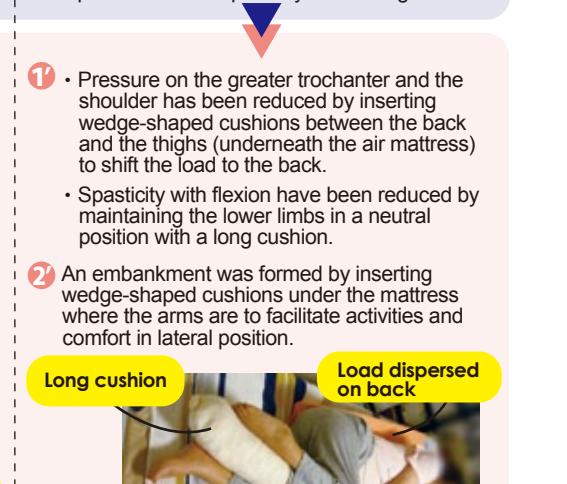 1′ ・Pressure on the greater trochanter and the
shoulder has been reduced by inserting
wedge-shaped cushions between the back
and the thighs (underneath the air mattress)
to shift the load to the back.
・Spasticity with flexion have been reduced by
maintaining the lower limbs in a neutral
position with a long cushion.
2′ An embankment was formed by inserting
wedge-shaped cushions under the mattress
where the arms are to facilitate activities and
comfort in lateral position.
Long cushion
Load dispersed
on back